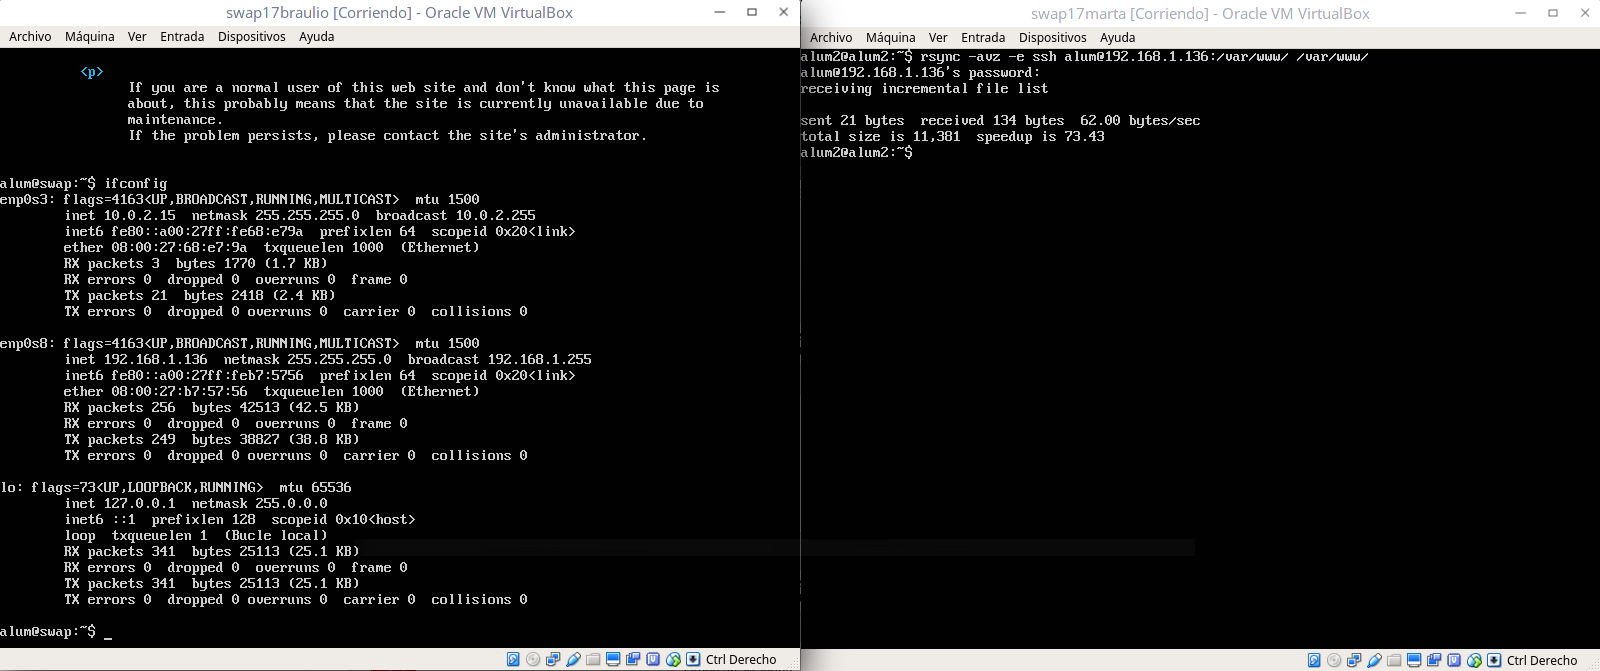 swap17braulio [Corriendo] - Oracle VM VirtualBox
Archivo Máquina Ver Entrada Dispositivos Ayuda
<p>
If you are a normal user of this web site and don't know what this page is
about, this probably means that the site is currently unavailable due to
maintenance.
If the problem persists, please contact the site's administrator.
alum@swap:~$ ifconfig
enp0s3: flags=4163<UP,BROADCAST,RUNNING,MULTICAST> mtu 1500
inet 10.0.2.15 netmask 255.255.255.0 broadcast 10.0.2.255
inet6 fe80::a00:27ff:fe68:e79a prefixlen 64 scopeid 0x20<link>
ether 08:00:27:68:e7:9a txqueuelen 1000 (Ethernet)
RX packets 3 bytes 1770 (1.7 KB)
RX errors 0 dropped 0 overruns 0 frame 0
TX packets 21 bytes 2418 (2.4 KB)
TX errors 0 dropped 0 overruns 0 carrier 0 collisions 0
enp0s8: flags=4163<UP,BROADCAST,RUNNING,MULTICAST> mtu 1500
inet 192.168.1.136 netmask 255.255.255.0 broadcast 192.168.1.255
inet6 fe80::a00:27ff:feb7:5756 prefixlen 64 scopeid 0x20<link>
ether 08:00:27:b7:57:56 txqueuelen 1000 (Ethernet)
RX packets 256 bytes 42513 (42.5 KB)
RX errors 0 dropped 0 overruns 0 frame 0
TX packets 249 bytes 38827 (38.8 KB)
TX errors 0 dropped 0 overruns 0 carrier 0 collisions 0
lo: flags=73<UP,LOOPBACK,RUNNING> mtu 65536
inet 127.0.0.1 netmask 255.0.0.0
inet6 ::1 prefixlen 128 scopeid 0x10<host>
loop txqueuelen 1 (Bucle local)
RX packets 341 bytes 25113 (25.1 KB)
RX errors 0 dropped 0 overruns 0 frame 0
TX packets 341 bytes 25113 (25.1 KB)
TX errors 0 dropped 0 overruns 0 carrier 0 collisions 0
alum@swap:~$ _
Ctrl Derecho
swap17marta [Corriendo] - Oracle VM VirtualBox
Archivo Máquina Ver Entrada Dispositivos Ayuda
alum2@alum2:~$ rsync -avz -e ssh alum@192.168.1.136:/var/www/ /var/www/
alum@192.168.1.136's password:
receiving incremental file list
sent 21 bytes received 134 bytes 62.00 bytes/sec
total size is 11,381 speedup is 73.43
alum2@alum2:~$
Ctrl Derecho